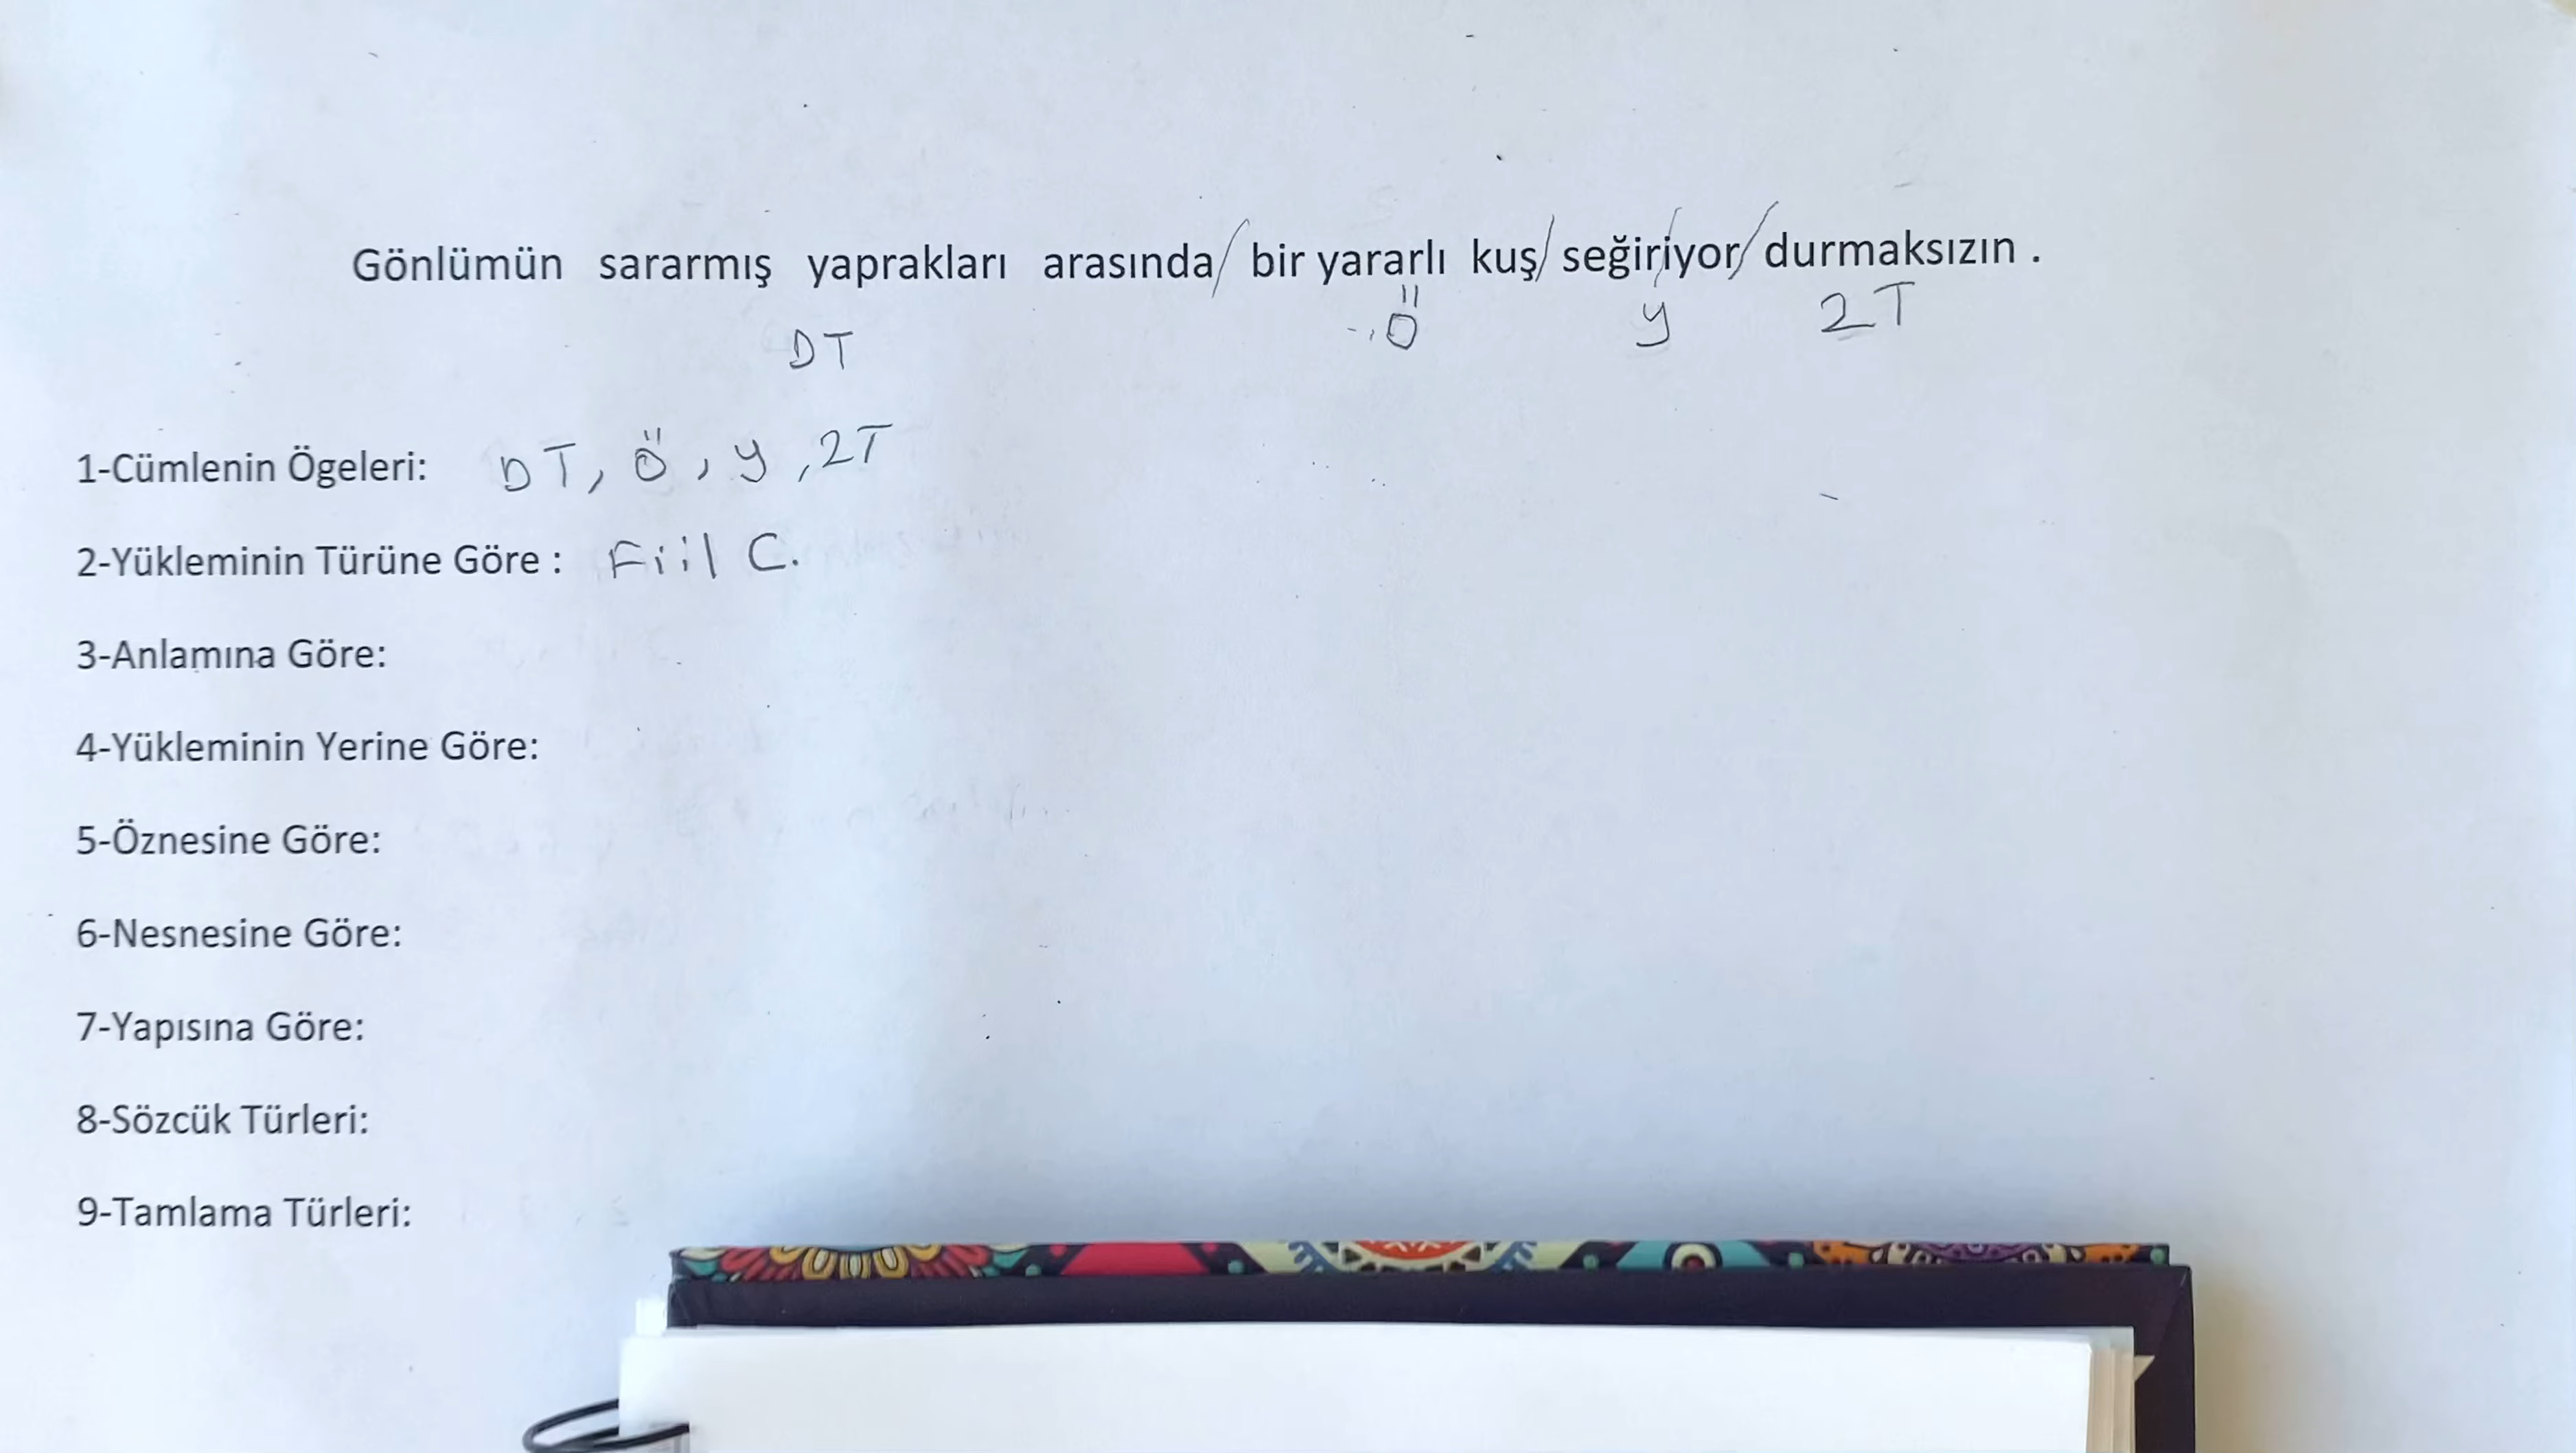 Gönlümün sararmış yaprakları arasında/ bir yararlı kuş/ seğiriyor/ durmaksızın .
DT Ö y 2T
1-Cümlenin Ögeleri: DT, Ö, y, 2T
2-Yükleminin Türüne Göre : Fiil C.
3-Anlamına Göre:
4-Yükleminin Yerine Göre:
5-Öznesine Göre:
6-Nesnesine Göre:
7-Yapısına Göre:
8-Sözcük Türleri:
9-Tamlama Türleri: